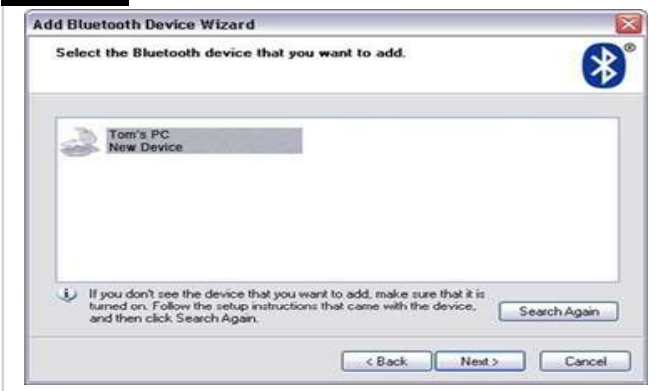 Add Bluetooth Device Wizard
Select the Bluetooth device that you want to add.
®
Tom's PC
New Device
If you don't see the device that you want to add, make sure that it is
turned on. Follow the setup instructions that came with the device,
and then click Search Again.
Search Again
< Back
Next >
Cancel